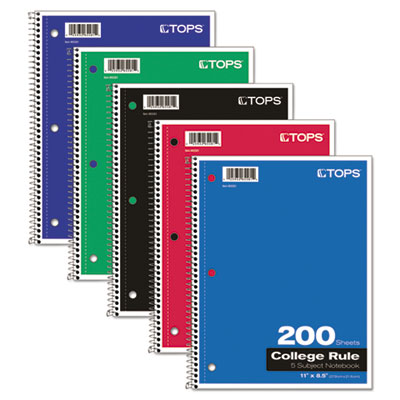 TOPS
TOPS
TOPS
TOPS
TOPS
200 Sheets
College Rule
5 Subject Notebook
11" x 8.5"